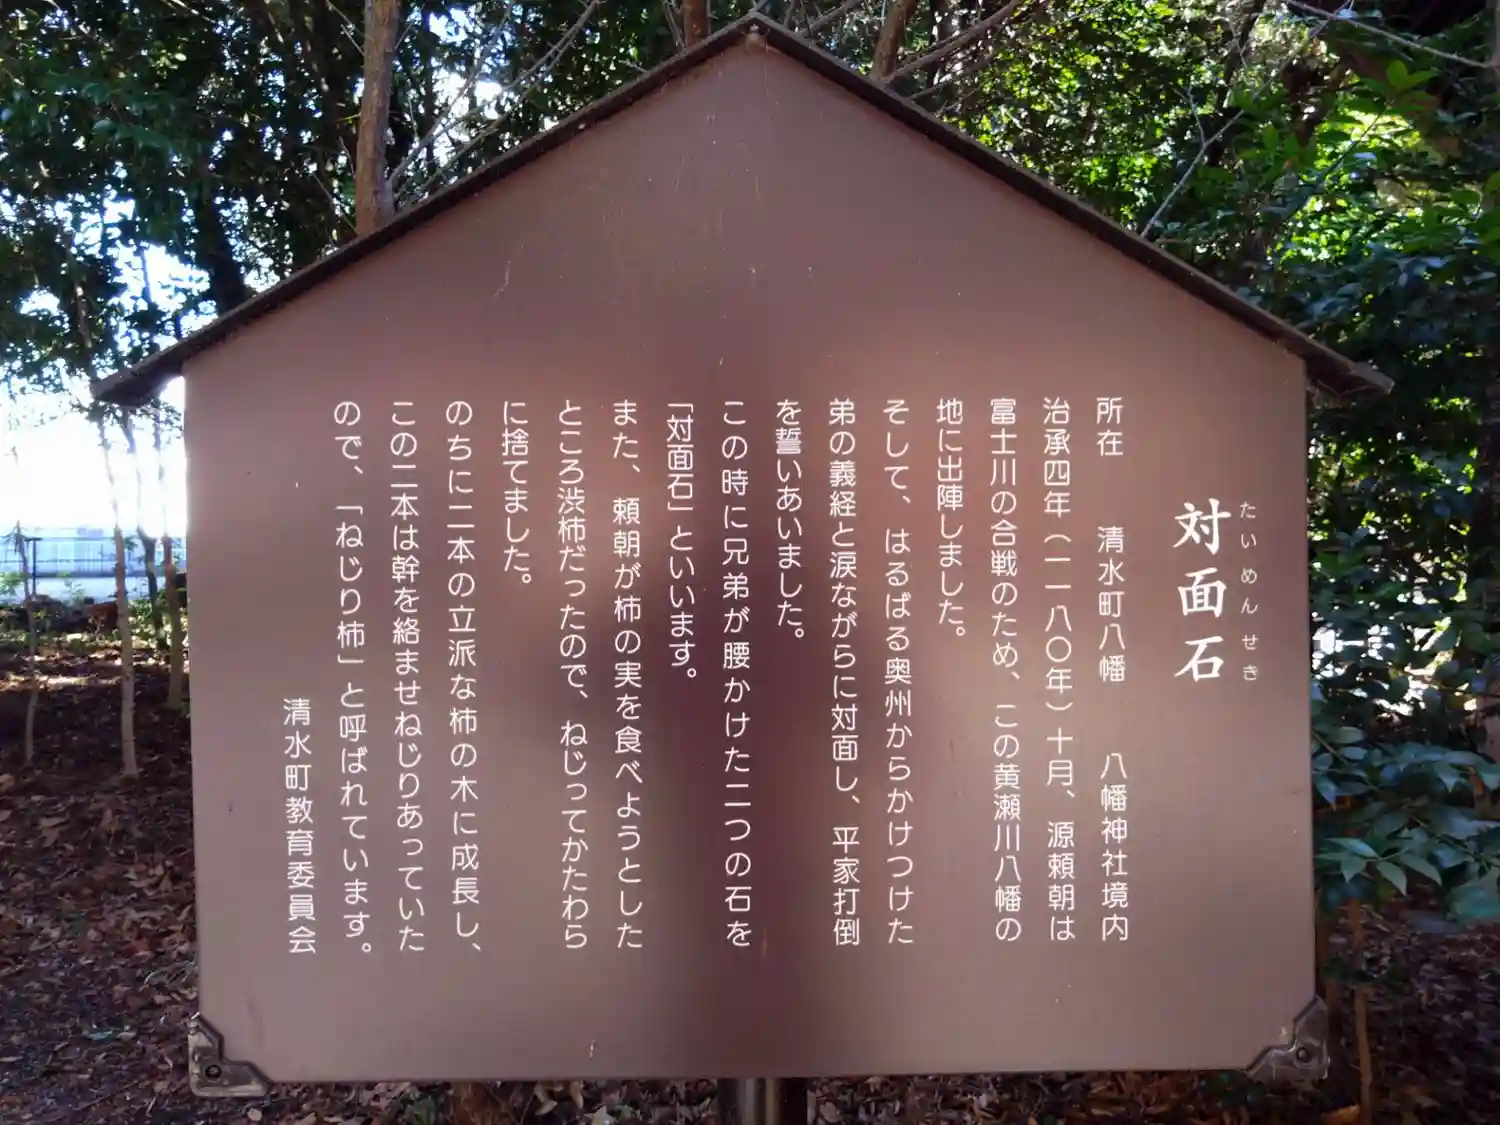 対面石
たいめんせき
所在　清水町八幡　八幡神社境内
治承四年（一一八〇年）十月、源頼朝は
富士川の合戦のため、この黄瀬川八幡の
地に出陣しました。
そして、はるばる奥州からかけつけた
弟の義経と涙ながらに対面し、平家打倒
を誓いあいました。
この時に兄弟が腰かけた二つの石を
「対面石」といいます。
また、頼朝が柿の実を食べようとした
ところ渋柿だったので、ねじってかたわら
に捨てました。
のちに二本の立派な柿の木に成長し、
この二本は幹を絡ませねじりあっていた
ので、「ねじり柿」と呼ばれています。
清水町教育委員会